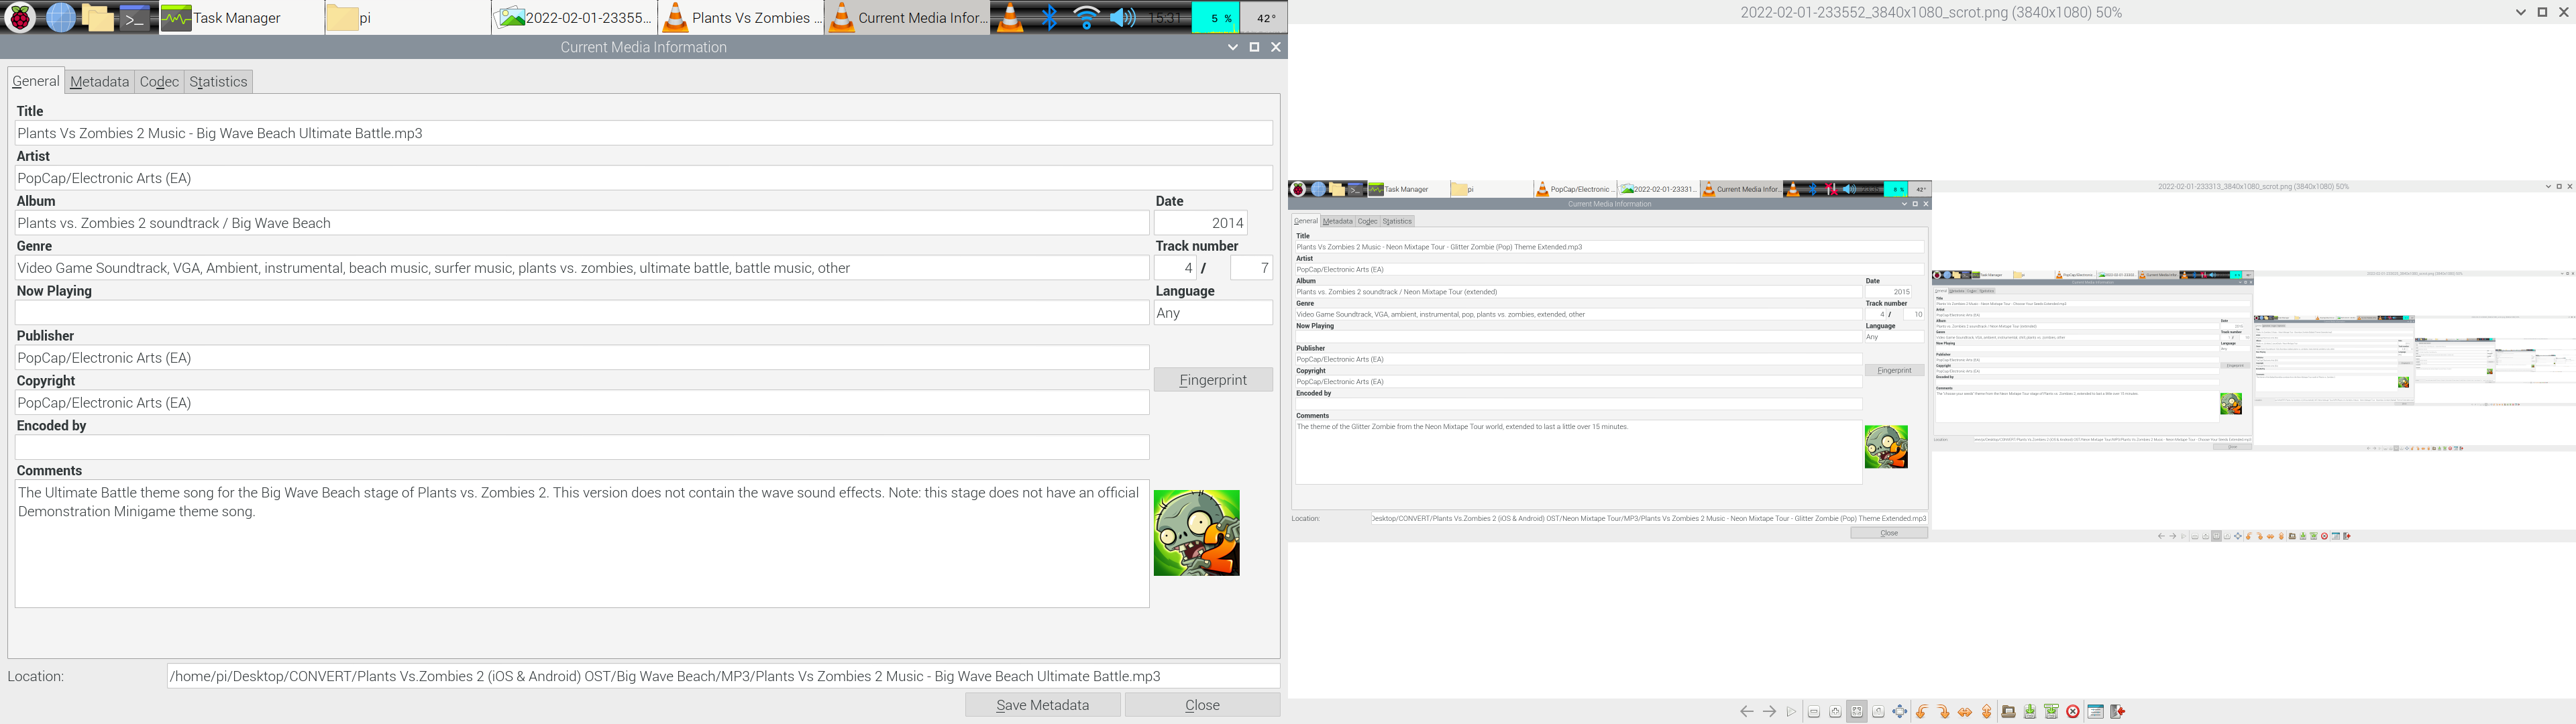 Task Manager
pi
2022-02-01-23355...
Plants Vs Zombies ...
Current Media Infor...
15:31
5 %
42°
Current Media Information
General
Metadata
Codec
Statistics
Title
Plants Vs Zombies 2 Music - Big Wave Beach Ultimate Battle.mp3
Artist
PopCap/Electronic Arts (EA)
Album
Date
Plants vs. Zombies 2 soundtrack / Big Wave Beach
2014
Genre
Track number
Video Game Soundtrack, VGA, Ambient, instrumental, beach music, surfer music, plants vs. zombies, ultimate battle, battle music, other
4 / 7
Now Playing
Language
Any
Publisher
PopCap/Electronic Arts (EA)
Fingerprint
Copyright
PopCap/Electronic Arts (EA)
Encoded by
Comments
The Ultimate Battle theme song for the Big Wave Beach stage of Plants vs. Zombies 2. This version does not contain the wave sound effects. Note: this stage does not have an official
Demonstration Minigame theme song.
2
Location:
/home/pi/Desktop/CONVERT/Plants Vs.Zombies 2 (iOS & Android) OST/Big Wave Beach/MP3/Plants Vs Zombies 2 Music - Big Wave Beach Ultimate Battle.mp3
Save Metadata
Close
2022-02-01-233552_3840x1080_scrot.png (3840x1080) 50%
Task Manager
pi
PopCap/Electronic ...
2022-02-01-23331...
Current Media Infor...
8 %
42°
2022-02-01-233313_3840x1080_scrot.png (3840x1080) 50%
Current Media Information
General
Metadata
Codec
Statistics
Title
Plants Vs Zombies 2 Music - Neon Mixtape Tour - Glitter Zombie (Pop) Theme Extended.mp3
Artist
PopCap/Electronic Arts (EA)
Album
Date
Plants vs. Zombies 2 soundtrack / Neon Mixtape Tour (extended)
2015
Genre
Track number
Video Game Soundtrack, VGA, ambient, instrumental, pop, plants vs. zombies, extended, other
4 / 10
Now Playing
Language
Any
Publisher
PopCap/Electronic Arts (EA)
Fingerprint
Copyright
PopCap/Electronic Arts (EA)
Encoded by
Comments
The theme of the Glitter Zombie from the Neon Mixtape Tour world, extended to last a little over 15 minutes.
2
Location:
Desktop/CONVERT/Plants Vs.Zombies 2 (iOS & Android) OST/Neon Mixtape Tour/MP3/Plants Vs Zombies 2 Music - Neon Mixtape Tour - Glitter Zombie (Pop) Theme Extended.mp3
Close